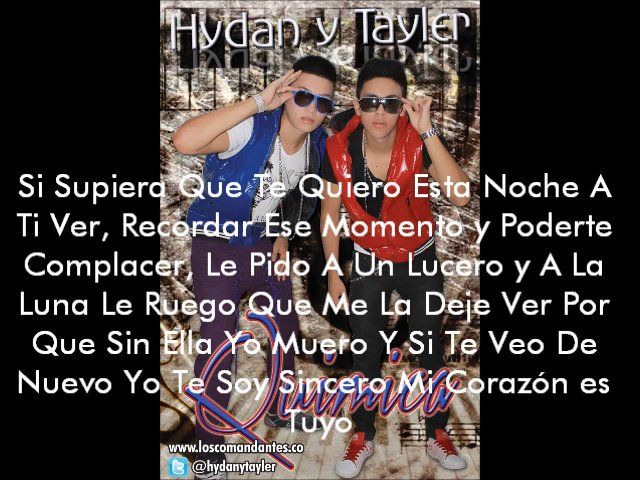 Hydan y Tayler
Si Supiera Que Te Quiero Esta Noche A
Ti Ver, Recordar Ese Momento y Poderte
Complacer, Le Pido A Un Lucero y A La
Luna Le Ruego Que Me La Deje Ver Por
Que Sin Ella Yo Muero Y Si Te Veo De
Nuevo Yo Te Soy Sincero Mi Corazón es
Tuyo
Quimica
www.loscomandantes.co
@hydanytayler